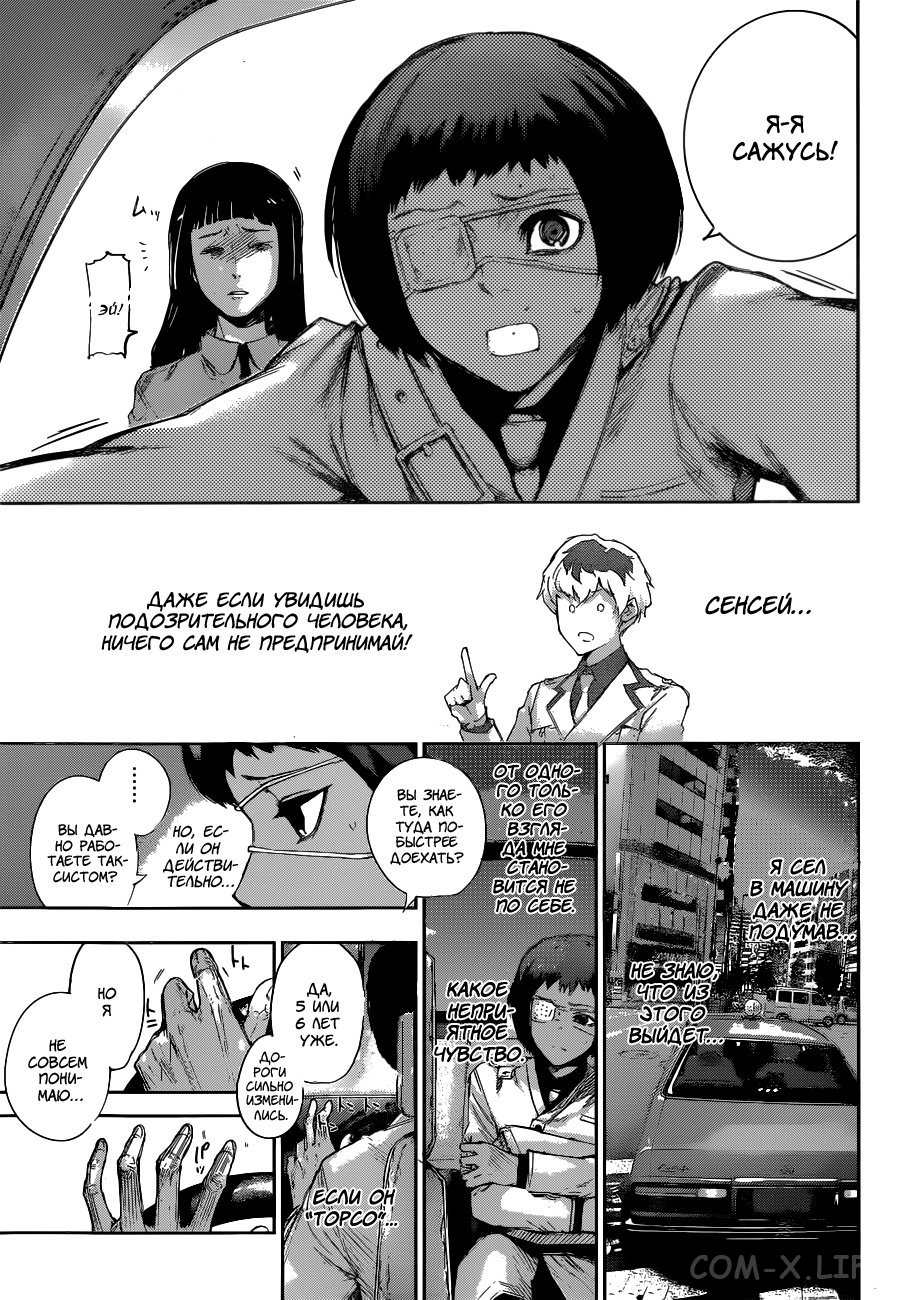 Я-Я
САЖУСЬ!
ЭЙ!
СЕНСЕЙ...
ДАЖЕ ЕСЛИ УВИДИШЬ
ПОДОЗРИТЕЛЬНОГО ЧЕЛОВЕКА,
НИЧЕГО САМ НЕ ПРЕДПРИНИМАЙ!
Я СЕЛ
В МАШИНУ
ДАЖЕ НЕ
ПОДУМАВ...
НЕ ЗНАЮ,
ЧТО ИЗ
ЭТОГО
ВЫЙДЕТ...
ОТ ОДНО-
ГО ТОЛЬ-
КО ЕГО
ВЗГЛЯ-
ДА МНЕ
СТАНО-
ВИТСЯ НЕ
ПО СЕБЕ.
КАКОЕ
НЕПРИ-
ЯТНОЕ
ЧУВСТВО.
ВЫ ЗНАЕ-
ТЕ, КАК
ТУДА ПО-
БЫСТРЕЕ
ДОЕХАТЬ?
НО, ЕС-
ЛИ ОН
ДЕЙСТВИ-
ТЕЛЬНО...
......
ВЫ ДАВ-
НО РАБО-
ТАЕТЕ ТАК-
СИСТОМ?
ДА,
5 ИЛИ
6 ЛЕТ
УЖЕ.
ДО-
РОГИ
СИЛЬНО
ИЗМЕНИ-
ЛИСЬ.
ЕСЛИ ОН
"ТОРСО"...
НО
Я
НЕ
СОВСЕМ
ПОНИ-
МАЮ...
COM-X.LIF